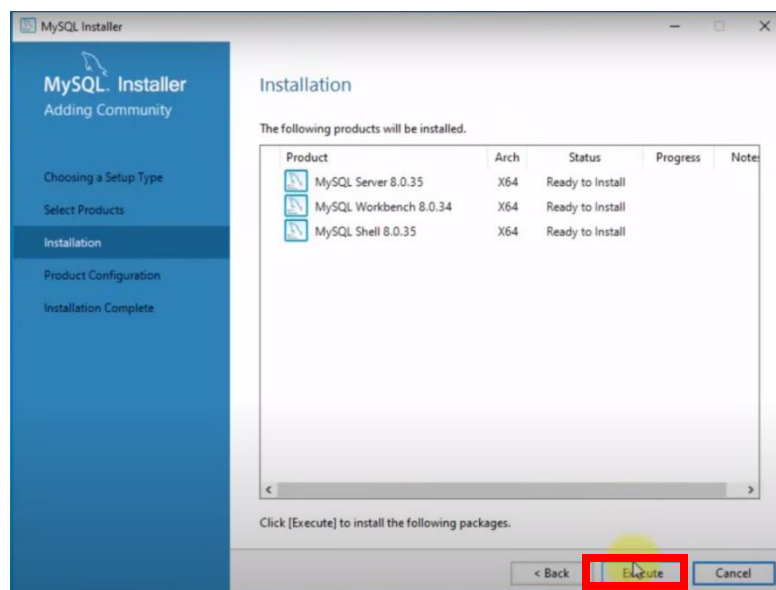 MySQL Installer
MySQL. Installer
Adding Community
Choosing a Setup Type
Select Products
Installation
Product Configuration
Installation Complete
Installation
The following products will be installed.
Product Arch Status Progress Notes
MySQL Server 8.0.35 X64 Ready to Install
MySQL Workbench 8.0.34 X64 Ready to Install
MySQL Shell 8.0.35 X64 Ready to Install
Click [Execute] to install the following packages.
< Back Execute Cancel